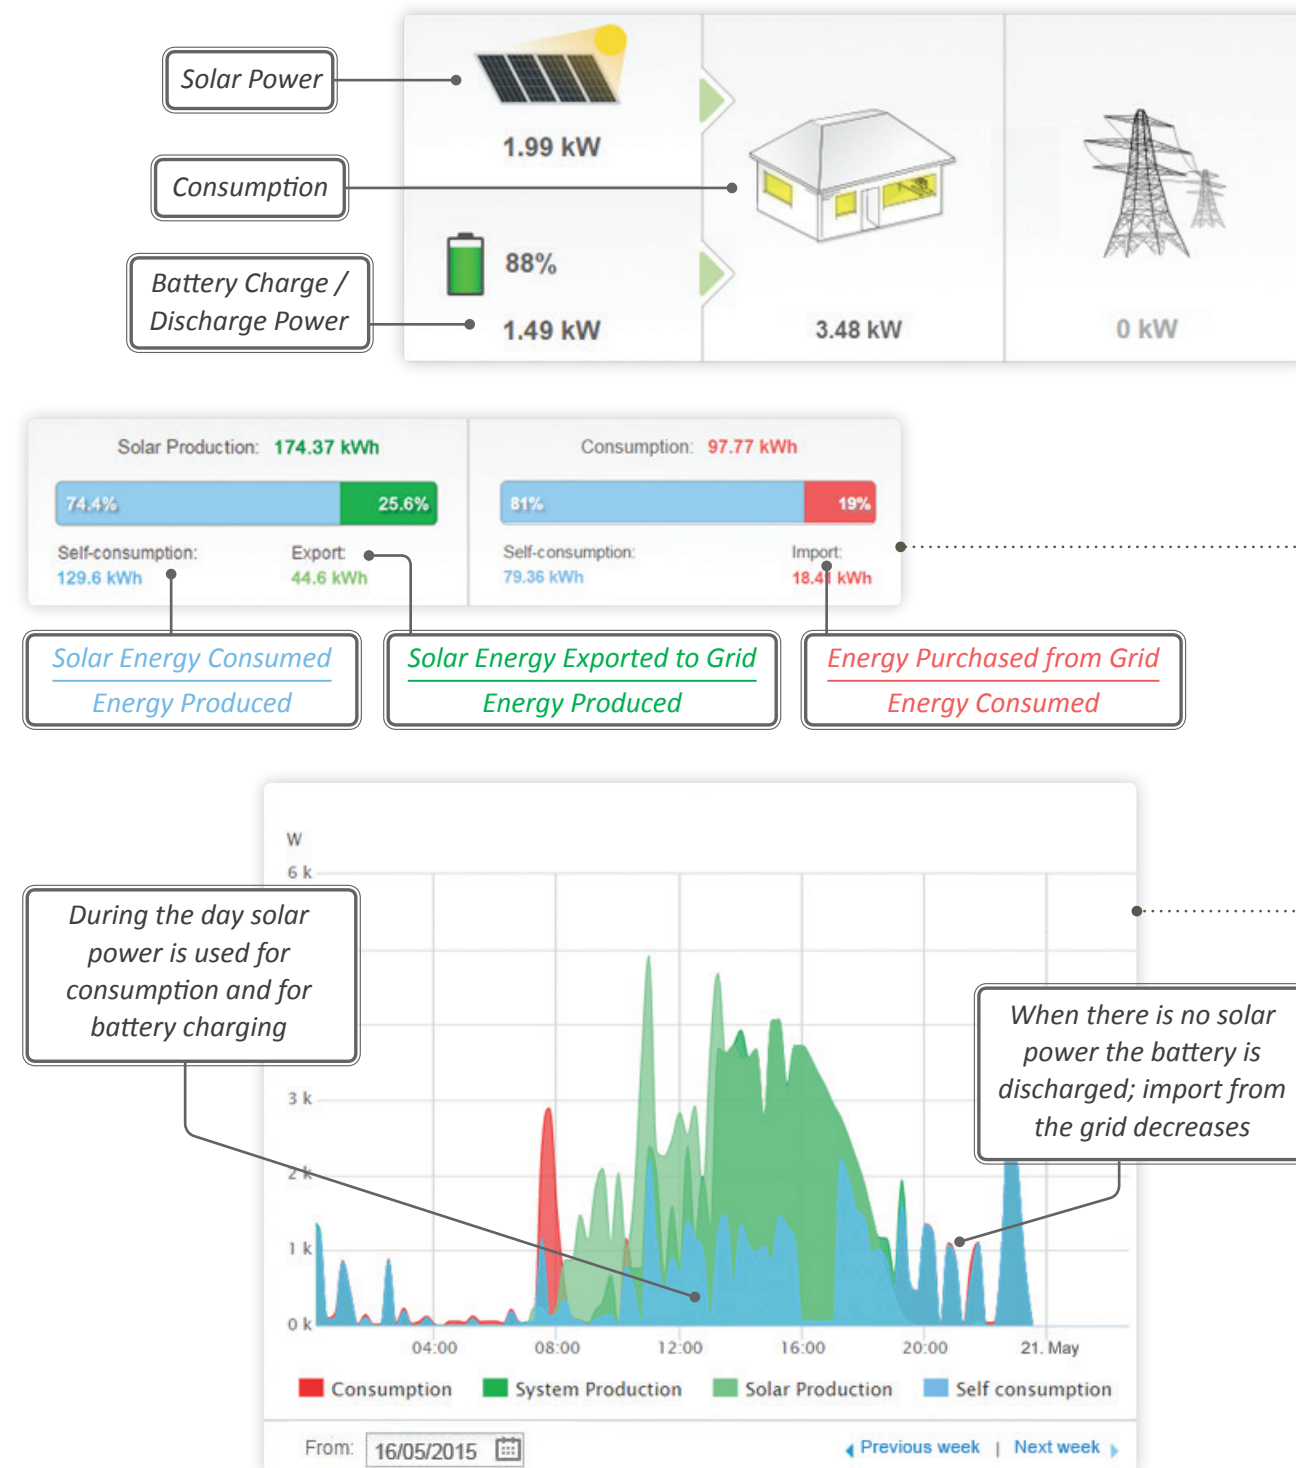 Solar Power
1.99 kW
Consumption
88%
Battery Charge /
Discharge Power
1.49 kW
3.48 kW
0 kW
Solar Production: 174.37 kWh
Consumption: 97.77 kWh
74.4%
25.6%
81%
19%
Self-consumption:
129.6 kWh
Export:
44.6 kWh
Self-consumption:
79.36 kWh
Import:
18.41 kWh
Solar Energy Consumed
Energy Produced
Solar Energy Exported to Grid
Energy Produced
Energy Purchased from Grid
Energy Consumed
W
6 k
During the day solar
power is used for
consumption and for
battery charging
When there is no solar
power the battery is
discharged; import from
the grid decreases
3 k
2 k
1 k
0 k
04:00
08:00
12:00
16:00
20:00
21. May
Consumption
System Production
Solar Production
Self consumption
From: 16/05/2015
Previous week | Next week